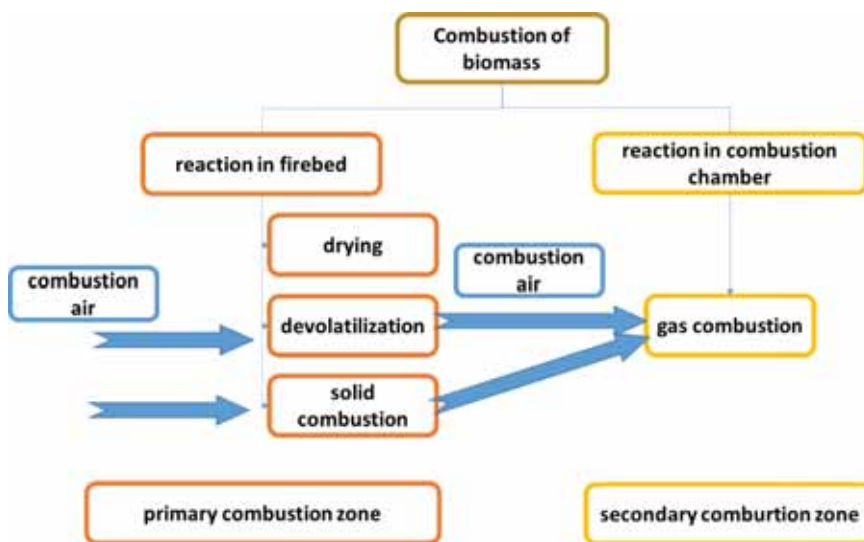 Combustion of
biomass
reaction in firebed
reaction in combustion
chamber
drying
combustion
air
combustion
air
devolatilization
gas combustion
solid
combustion
primary combustion zone
secondary comburtion zone